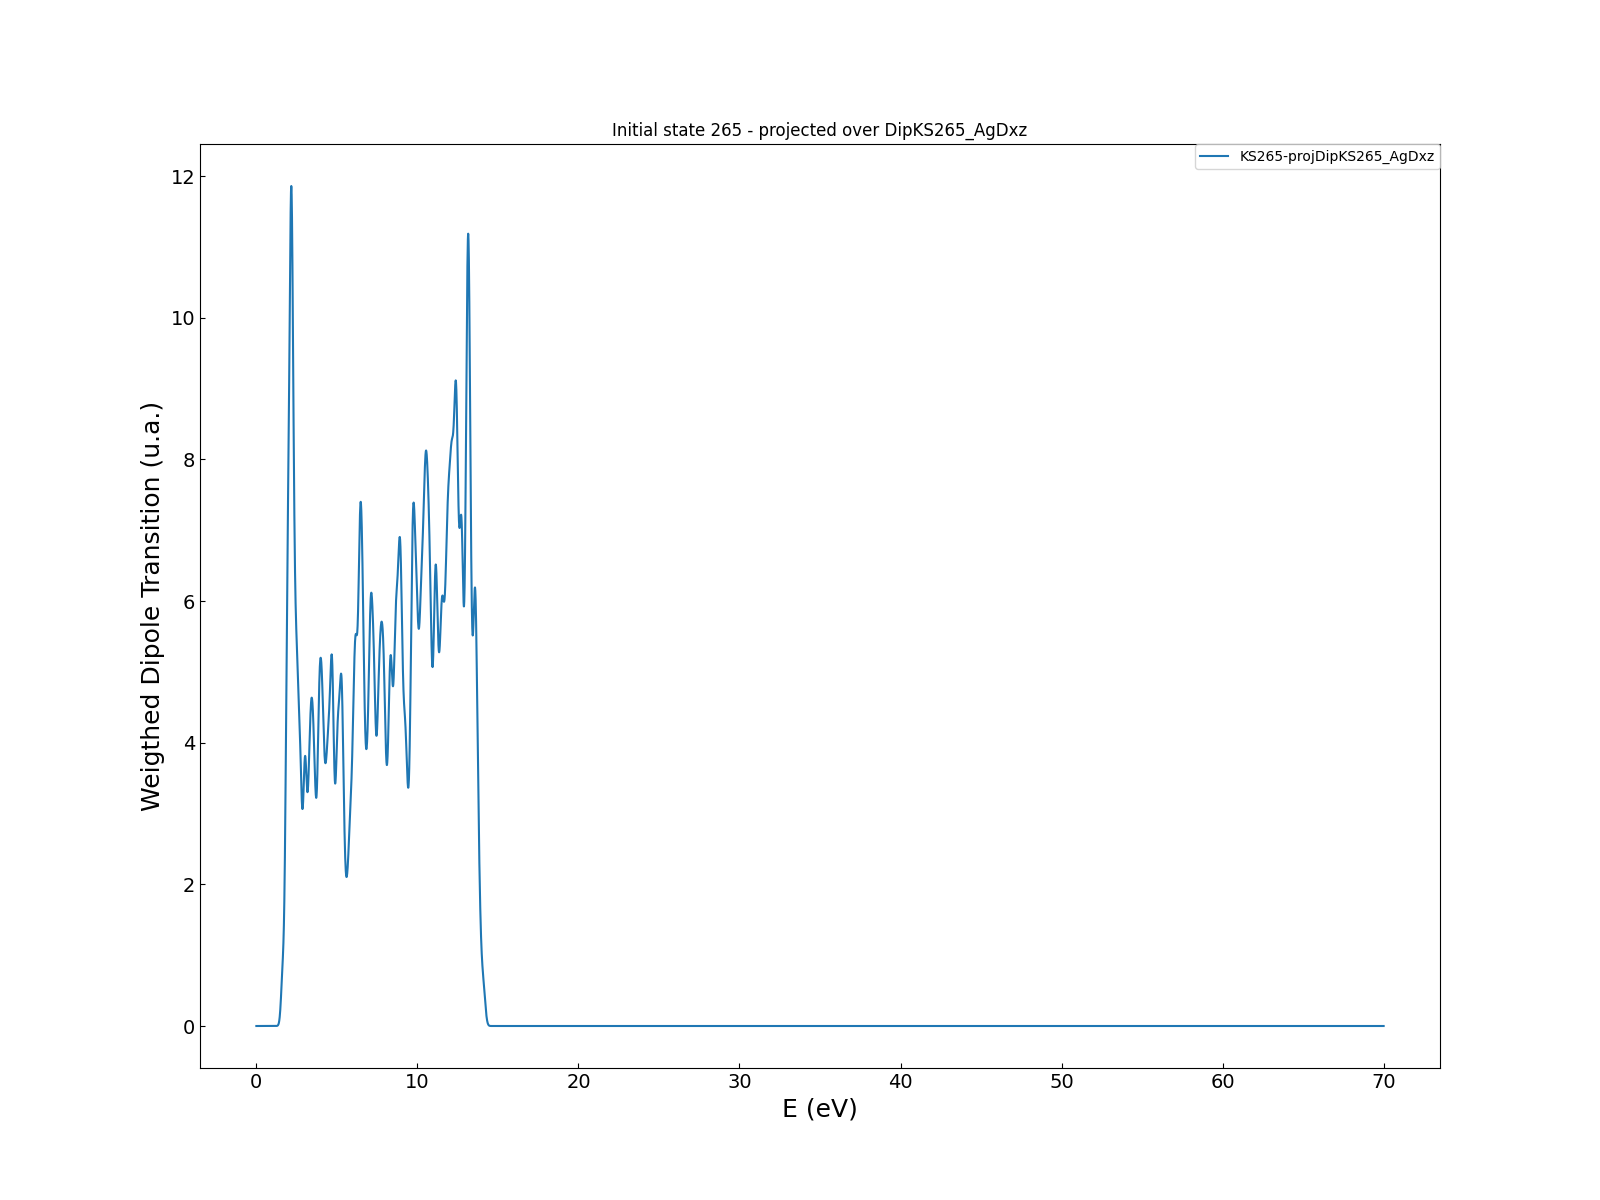 Initial state 265 - projected over DipKS265_AgDxz
KS265-projDipKS265_AgDxz
12
10
8
6
4
2
0
Weigthed Dipole Transition (u.a.)
0 10 20 30 40 50 60 70
E (eV)